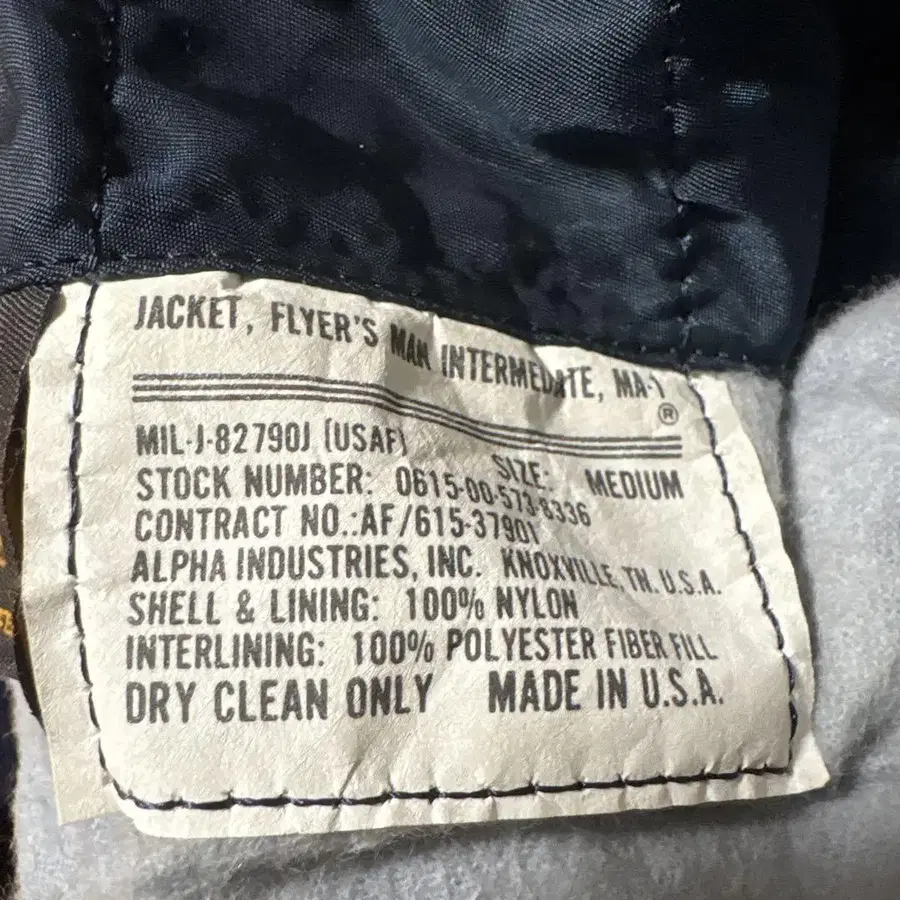 JACKET, FLYER'S MAN INTERMEDATE, MA-1
®
MIL-J-8279OJ (USAF)
SIZE: MEDIUM
STOCK NUMBER: 0615-00-573-8336
CONTRACT NO.:AF/615-37901
ALPHA INDUSTRIES, INC. KNOXVILLE, TN. U.S.A.
SHELL & LINING: 100% NYLON
INTERLINING: 100% POLYESTER FIBER FILL
DRY CLEAN ONLY MADE IN U.S.A.